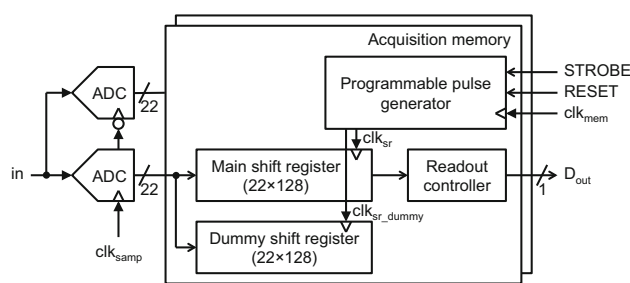 Acquisition memory
ADC
22
Programmable pulse
generator
STROBE
RESET
clkmem
clksr
in
ADC
22
Main shift register
(22×128)
Readout
controller
1
Dout
clksr_dummy
Dummy shift register
(22×128)
clksamp